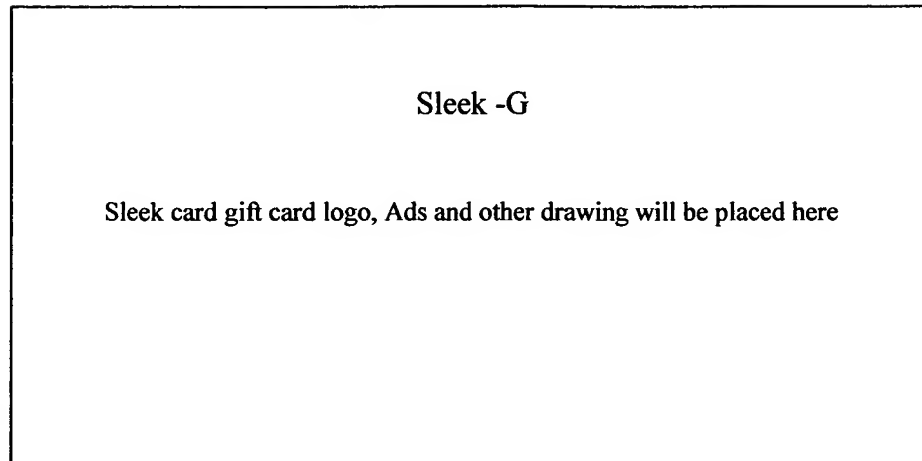 Sleek -G
Sleek card gift card logo, Ads and other drawing will be placed here